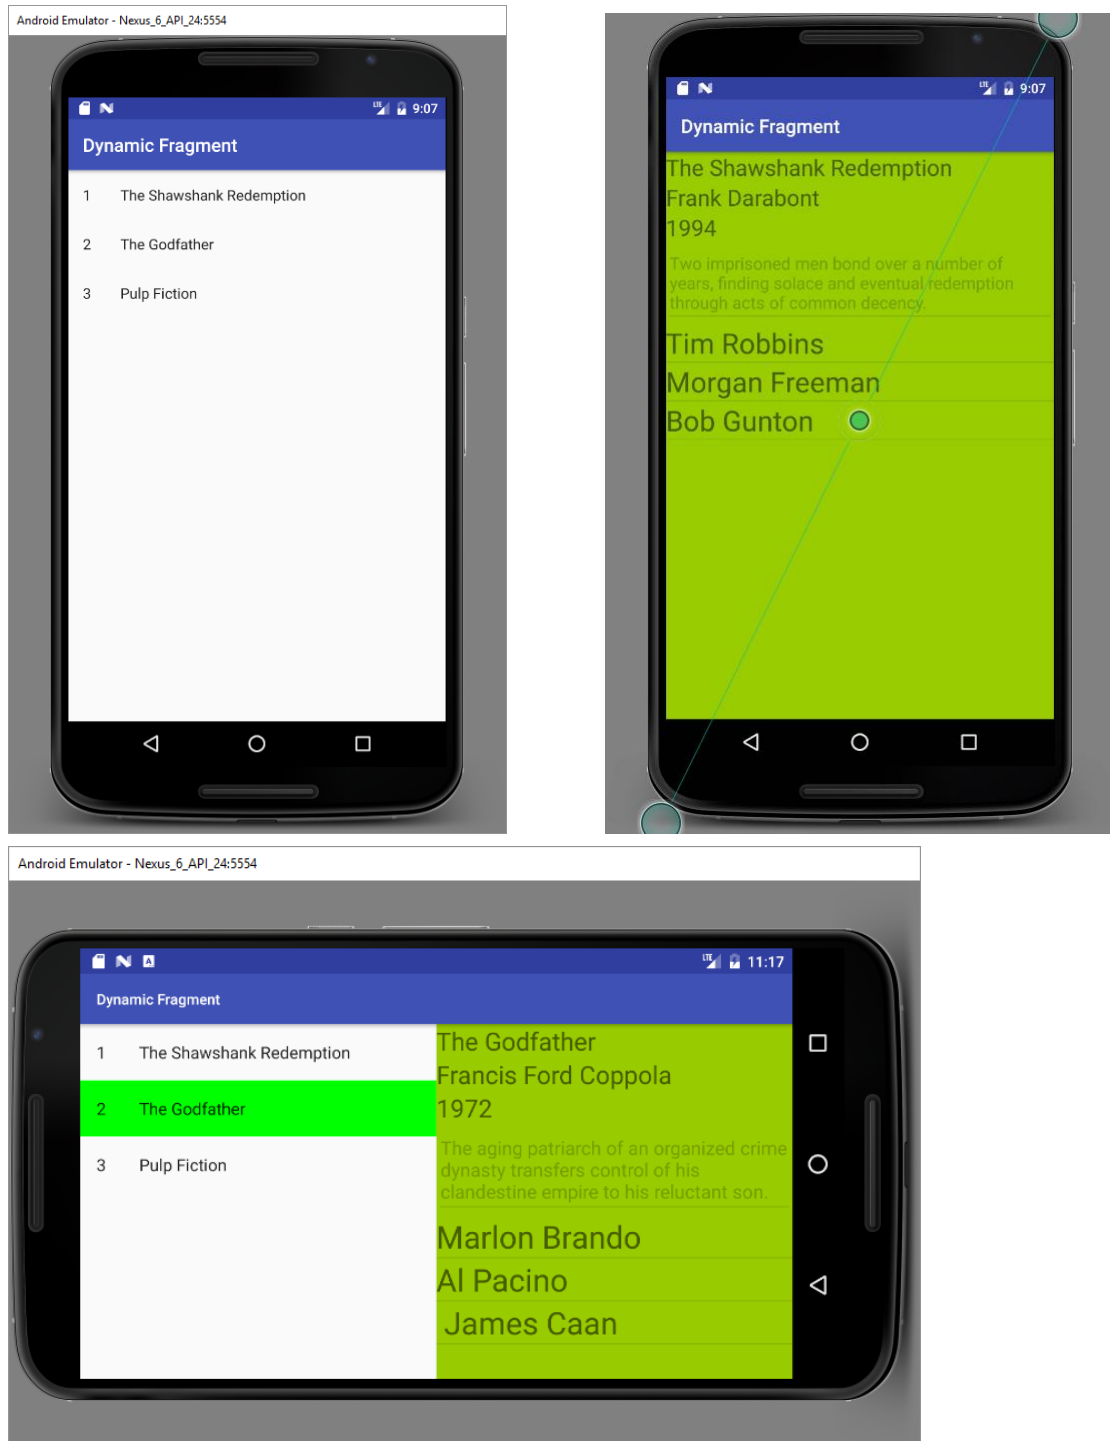 Android Emulator - Nexus_6_API_24:5554
LTE 9:07
Dynamic Fragment
1 The Shawshank Redemption
2 The Godfather
3 Pulp Fiction
LTE 9:07
Dynamic Fragment
The Shawshank Redemption
Frank Darabont
1994
Two imprisoned men bond over a number of
years, finding solace and eventual redemption
through acts of common decency.
Tim Robbins
Morgan Freeman
Bob Gunton
Android Emulator - Nexus_6_API_24:5554
A LTE 11:17
Dynamic Fragment
1 The Shawshank Redemption
2 The Godfather
3 Pulp Fiction
The Godfather
Francis Ford Coppola
1972
The aging patriarch of an organized crime
dynasty transfers control of his
clandestine empire to his reluctant son.
Marlon Brando
Al Pacino
James Caan